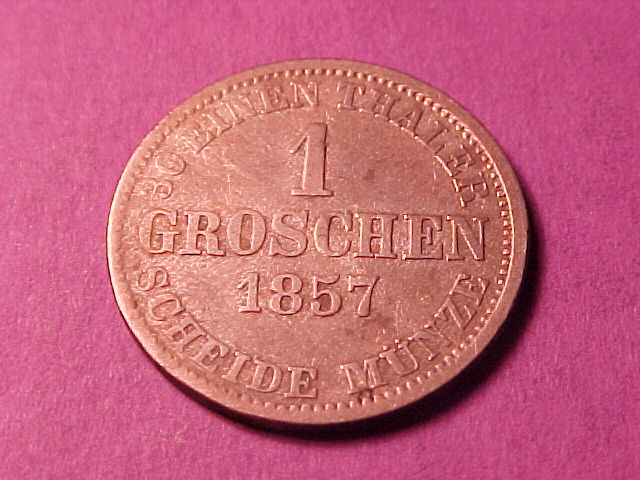 30 EINEN THALER
1
GROSCHEN
1857
SCHEIDE MÜNZE